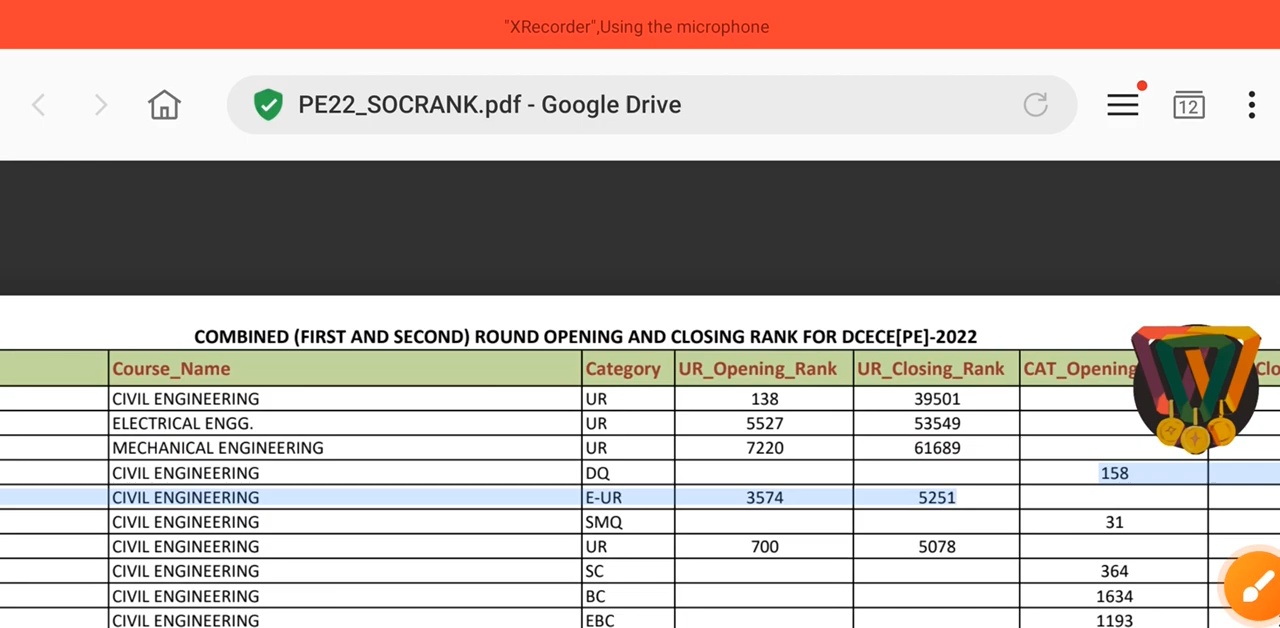 "XRecorder",Using the microphone
PE22_SOCRANK.pdf - Google Drive
12
COMBINED (FIRST AND SECOND) ROUND OPENING AND CLOSING RANK FOR DCECE[PE]-2022
Course_Name Category UR_Opening_Rank UR_Closing_Rank CAT_Opening Clo
CIVIL ENGINEERING UR 138 39501
ELECTRICAL ENGG. UR 5527 53549
MECHANICAL ENGINEERING UR 7220 61689
CIVIL ENGINEERING DQ 158
CIVIL ENGINEERING E-UR 3574 5251
CIVIL ENGINEERING SMQ 31
CIVIL ENGINEERING UR 700 5078
CIVIL ENGINEERING SC 364
CIVIL ENGINEERING BC 1634
CIVIL ENGINEERING EBC 1193